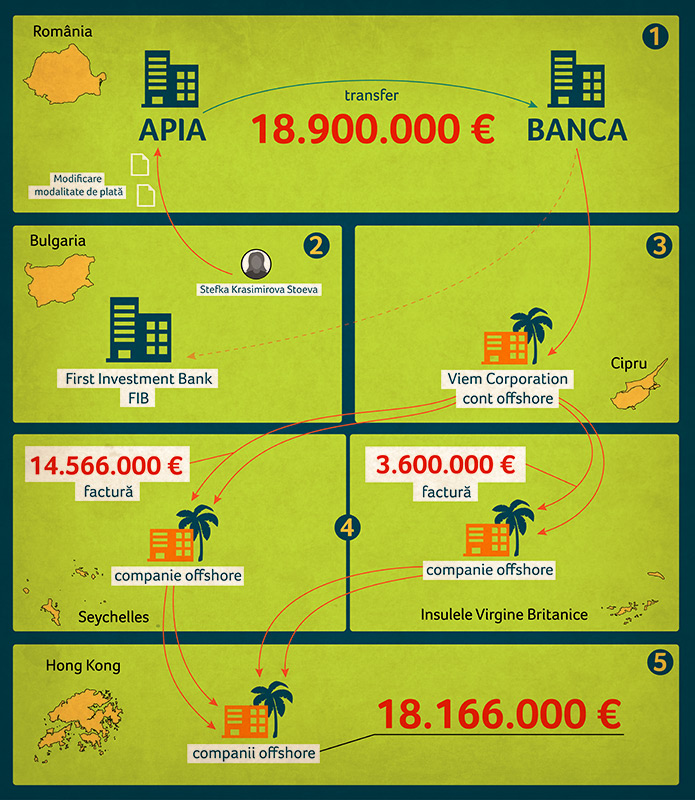 România
1
APIA
transfer
18.900.000 €
BANCA
Modificare
modalitate de plată
Bulgaria
2
Stefka Krasimirova Stoeva
First Investment Bank
FIB
3
Cipru
Viem Corporation
cont offshore
14.566.000 €
factură
companie offshore
Seychelles
4
3.600.000 €
factură
companie offshore
Insulele Virgine Britanice
Hong Kong
5
companii offshore
18.166.000 €